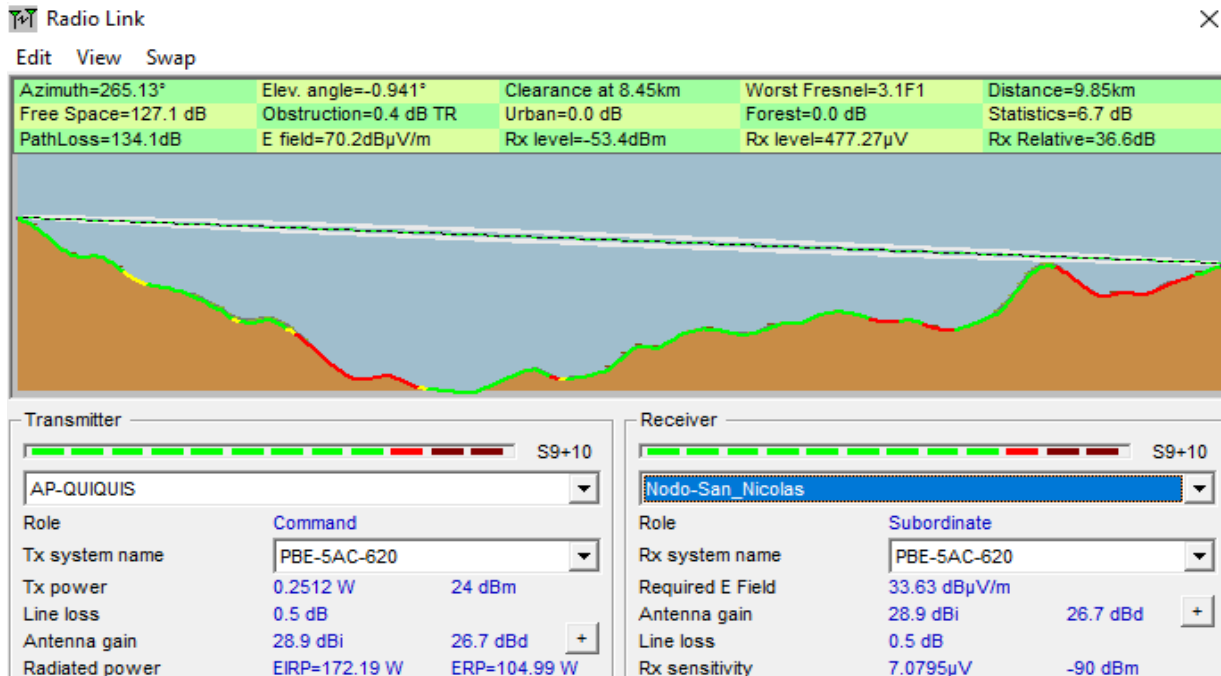 Radio Link
Edit View Swap
Azimuth=265.13° Elev. angle=-0.941° Clearance at 8.45km Worst Fresnel=3.1F1 Distance=9.85km
Free Space=127.1 dB Obstruction=0.4 dB TR Urban=0.0 dB Forest=0.0 dB Statistics=6.7 dB
PathLoss=134.1dB E field=70.2dBµV/m Rx level=-53.4dBm Rx level=477.27µV Rx Relative=36.6dB
Transmitter
S9+10
AP-QUIQUIS
Role Command
Tx system name PBE-5AC-620
Tx power 0.2512 W 24 dBm
Line loss 0.5 dB
Antenna gain 28.9 dBi 26.7 dBd +
Radiated power EIRP=172.19 W ERP=104.99 W
Receiver
S9+10
Nodo-San_Nicolas
Role Subordinate
Rx system name PBE-5AC-620
Required E Field 33.63 dBµV/m
Antenna gain 28.9 dBi 26.7 dBd +
Line loss 0.5 dB
Rx sensitivity 7.0795µV -90 dBm